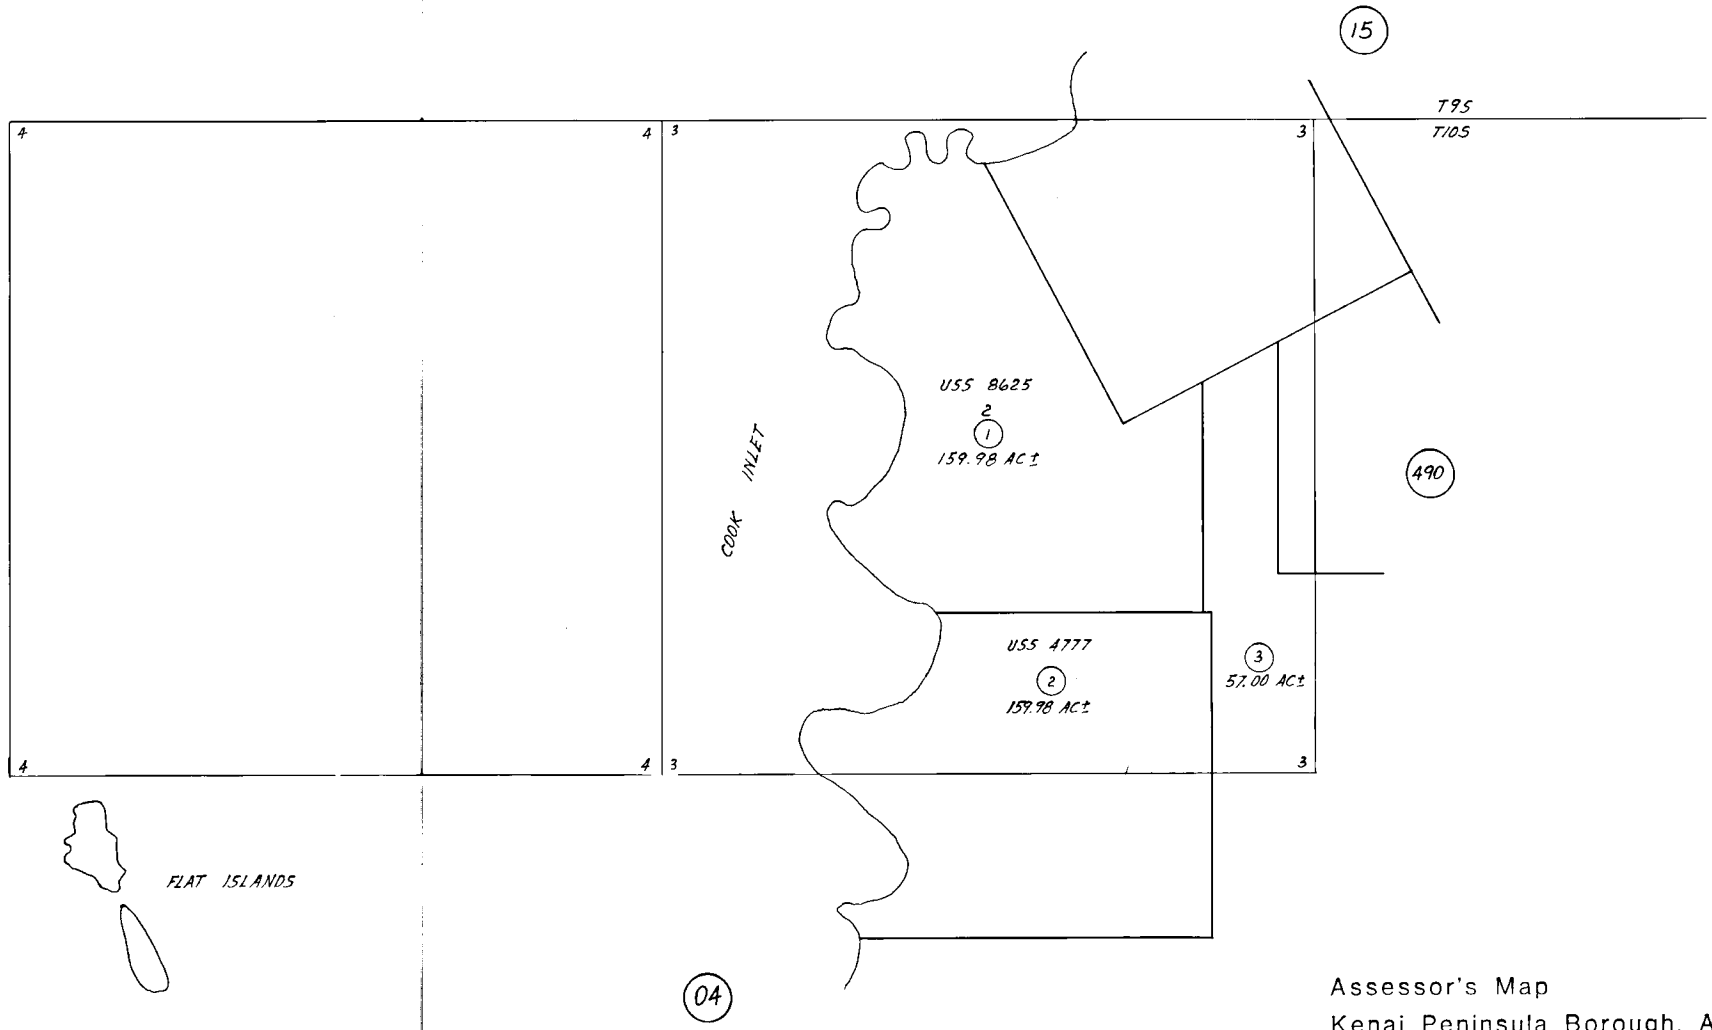 15
T9S
T10S
4
4
3
3
USS 8625
2
1
159.98 AC±
COOK INLET
490
USS 4777
2
159.98 AC±
3
57.00 AC±
4
4
3
3
FLAT ISLANDS
04
Assessor's Map
Kenai Peninsula Borough, A